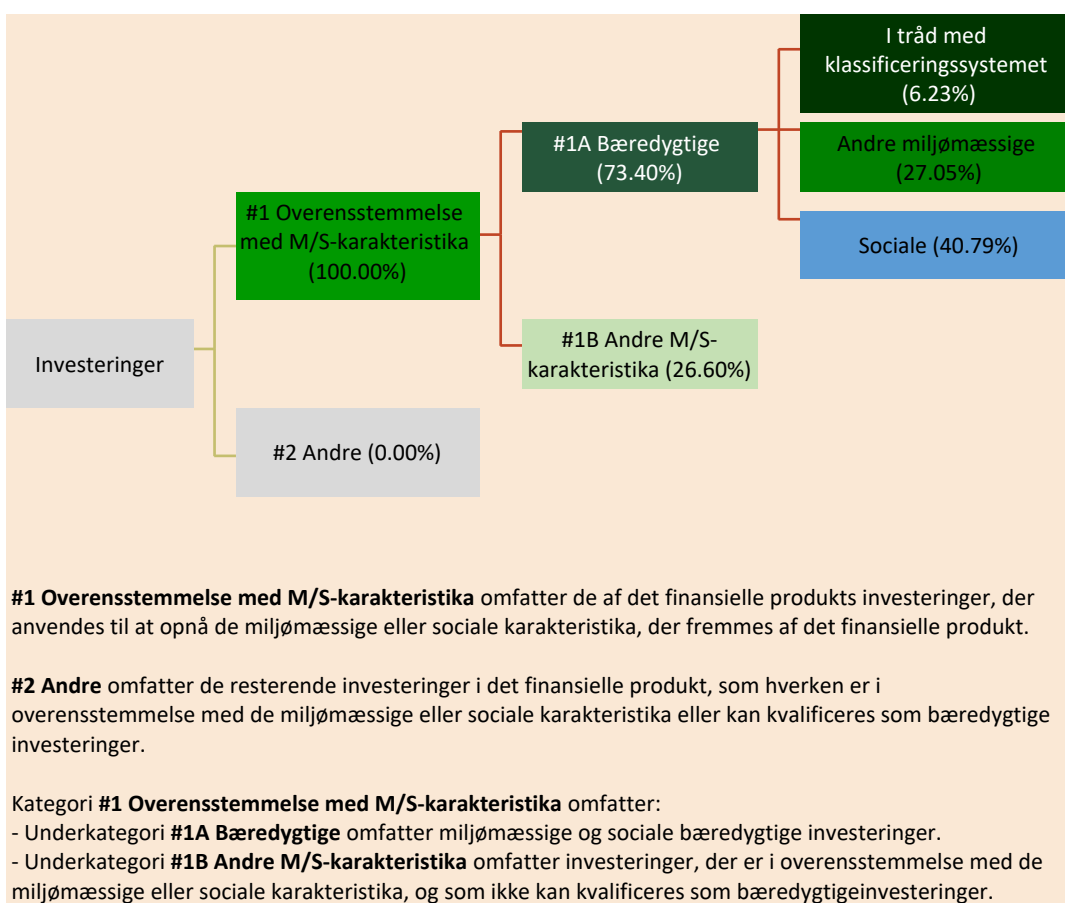 I tråd med
klassificeringssystemet
(6.23%)
#1A Bæredygtige
(73.40%)
Andre miljømæssige
(27.05%)
#1 Overensstemmelse
med M/S-karakteristika
(100.00%)
Sociale (40.79%)
Investeringer
#1B Andre M/S-
karakteristika (26.60%)
#2 Andre (0.00%)
#1 Overensstemmelse med M/S-karakteristika omfatter de af det finansielle produkts investeringer, der
anvendes til at opnå de miljømæssige eller sociale karakteristika, der fremmes af det finansielle produkt.
#2 Andre omfatter de resterende investeringer i det finansielle produkt, som hverken er i
overensstemmelse med de miljømæssige eller sociale karakteristika eller kan kvalificeres som bæredygtige
investeringer.
Kategori #1 Overensstemmelse med M/S-karakteristika omfatter:
- Underkategori #1A Bæredygtige omfatter miljømæssige og sociale bæredygtige investeringer.
- Underkategori #1B Andre M/S-karakteristika omfatter investeringer, der er i overensstemmelse med de
miljømæssige eller sociale karakteristika, og som ikke kan kvalificeres som bæredygtigeinvesteringer.